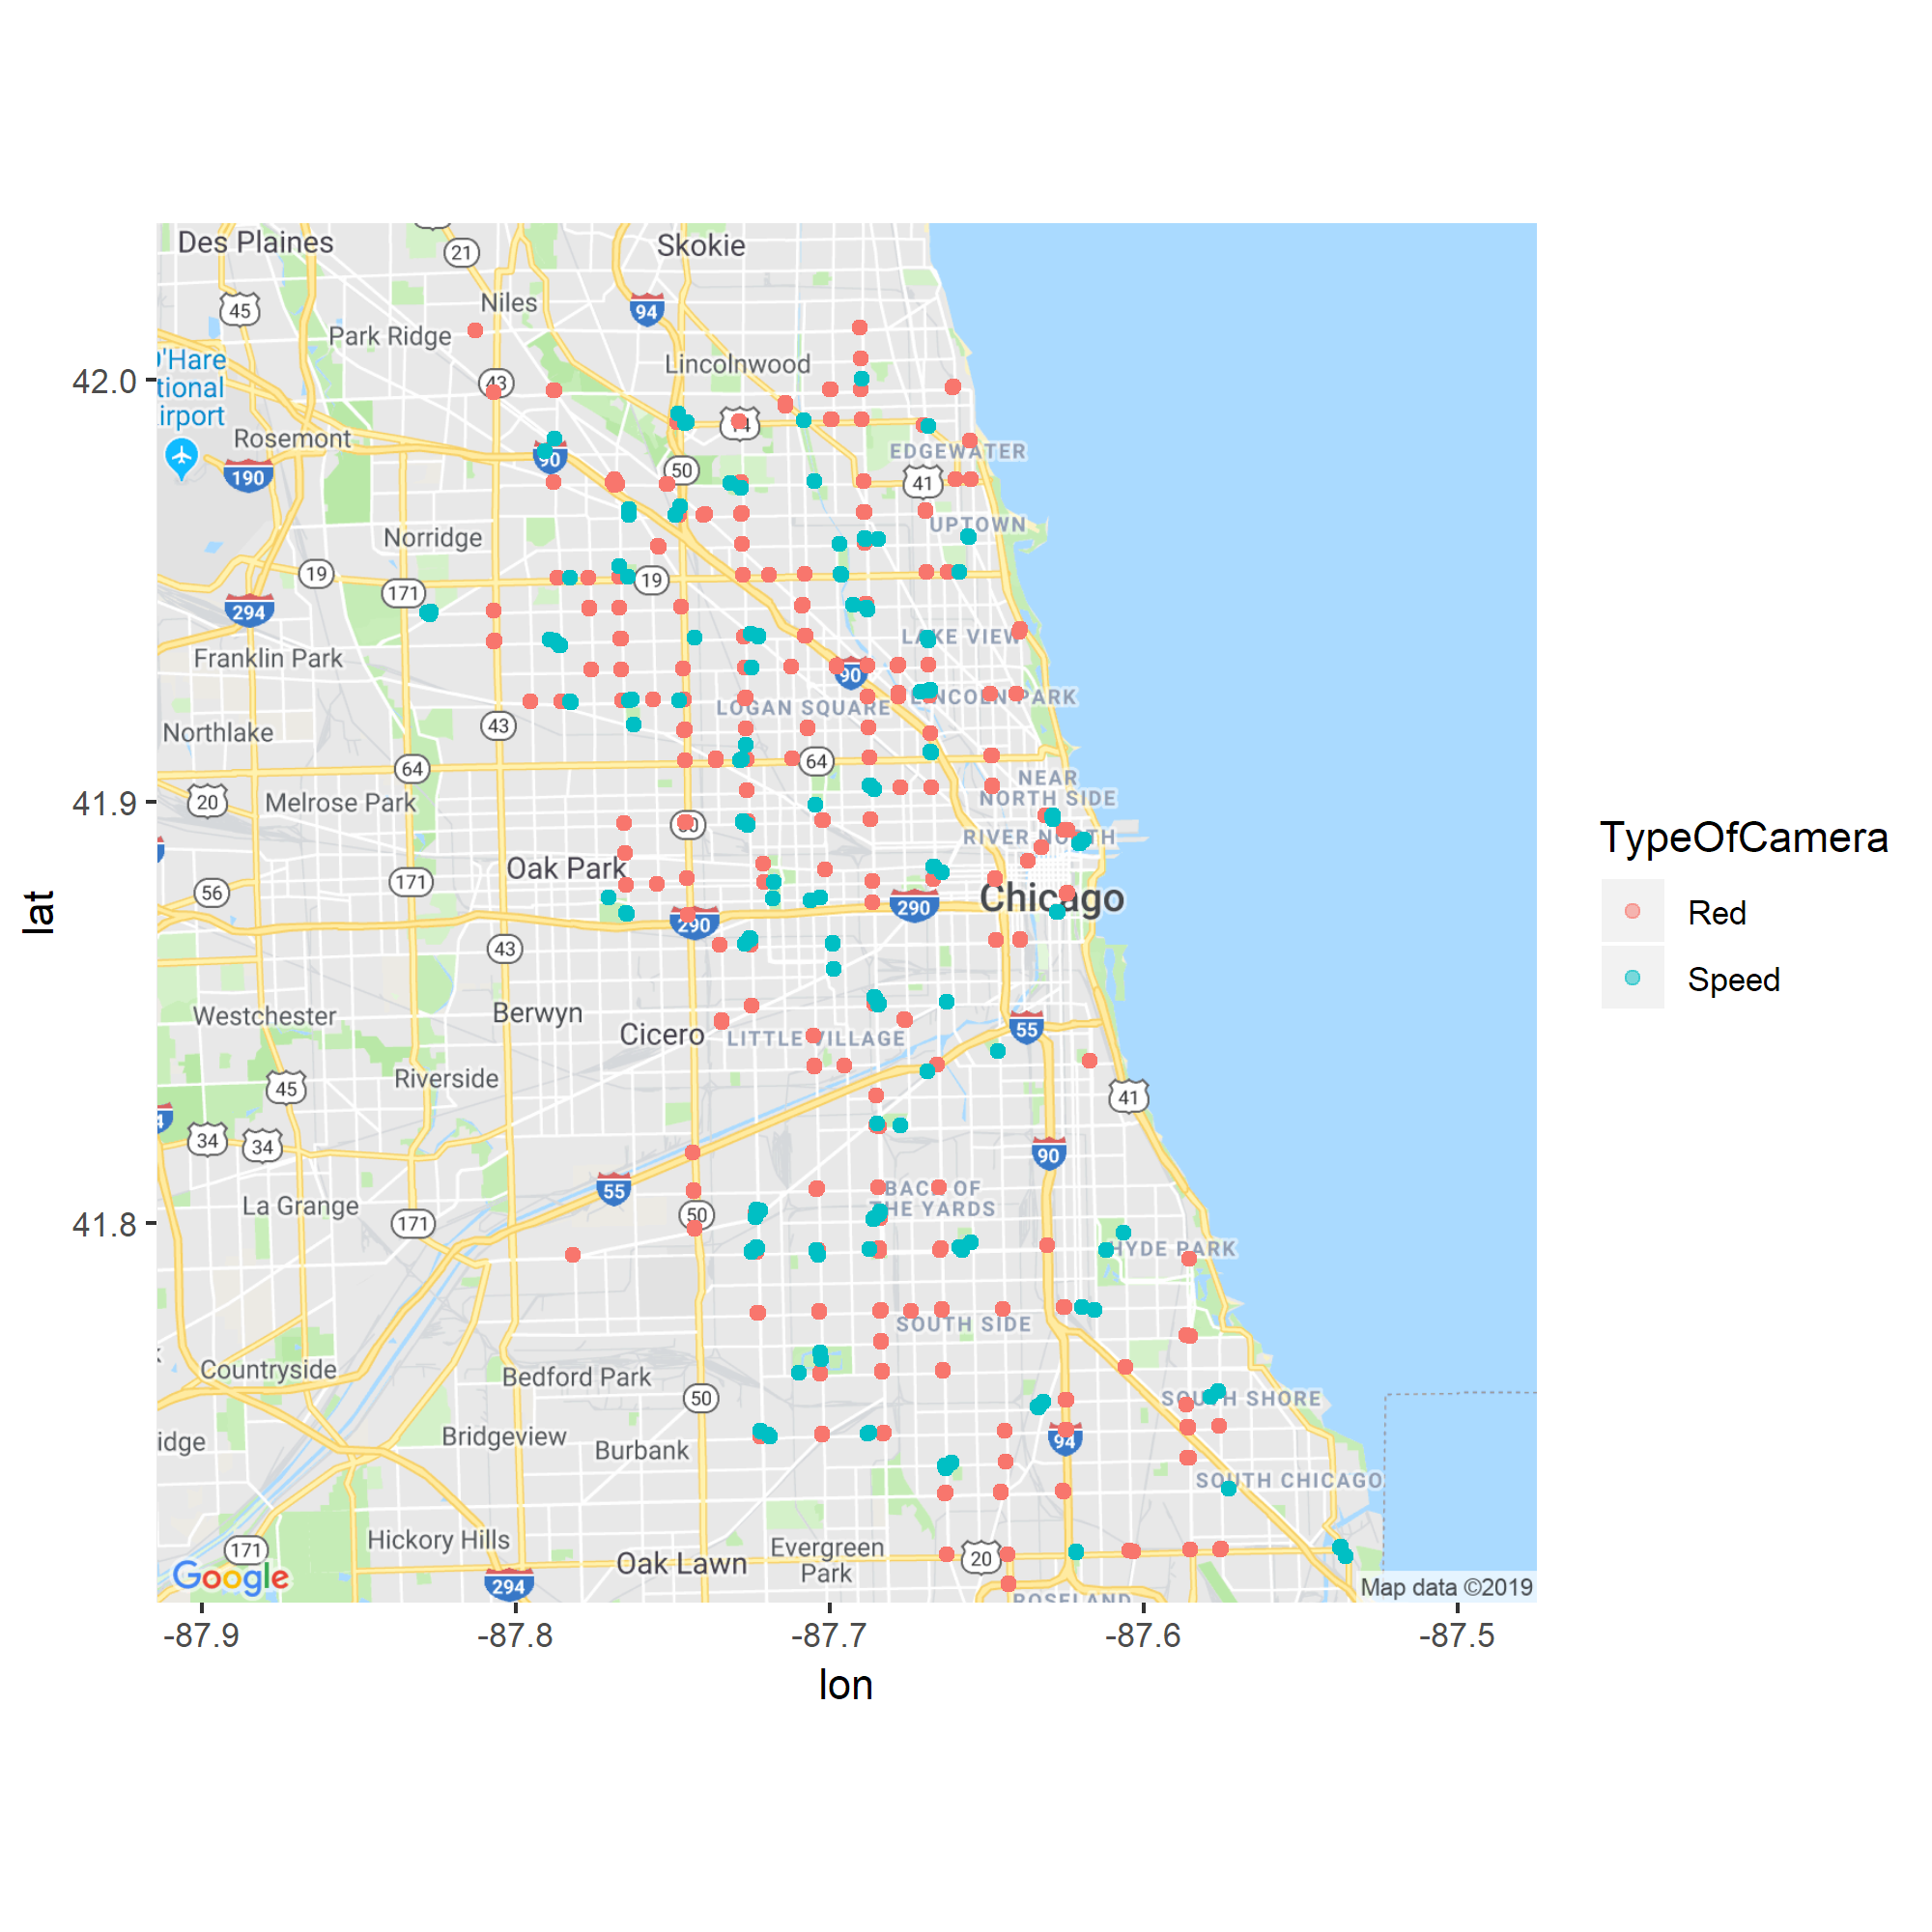 Des Plaines
Skokie
21
45
Niles
94
Park Ridge
Lincolnwood
O'Hare
tional
irport
43
14
Rosemont
EDGEWATER
190
90
50
41
UPTOWN
Norridge
19
19
171
294
LAKE VIEW
Franklin Park
90
LINCOLN PARK
LOGAN SQUARE
Northlake
43
64
64
NEAR
NORTH SIDE
20
Melrose Park
50
RIVER NORTH
Oak Park
171
56
Chicago
290
290
43
Westchester
Berwyn
Cicero
LITTLE VILLAGE
55
Riverside
45
41
4
34
34
90
55
BACK OF
THE YARDS
La Grange
171
50
HYDE PARK
SOUTH SIDE
Countryside
Bedford Park
50
SOUTH SHORE
idge
Bridgeview
Burbank
94
SOUTH CHICAGO
171
Hickory Hills
Oak Lawn
Evergreen
Park
20
Google
294
ROSELAND
Map data ©2019
42.0
41.9
41.8
lat
-87.9
-87.8
-87.7
-87.6
-87.5
lon
TypeOfCamera
Red
Speed